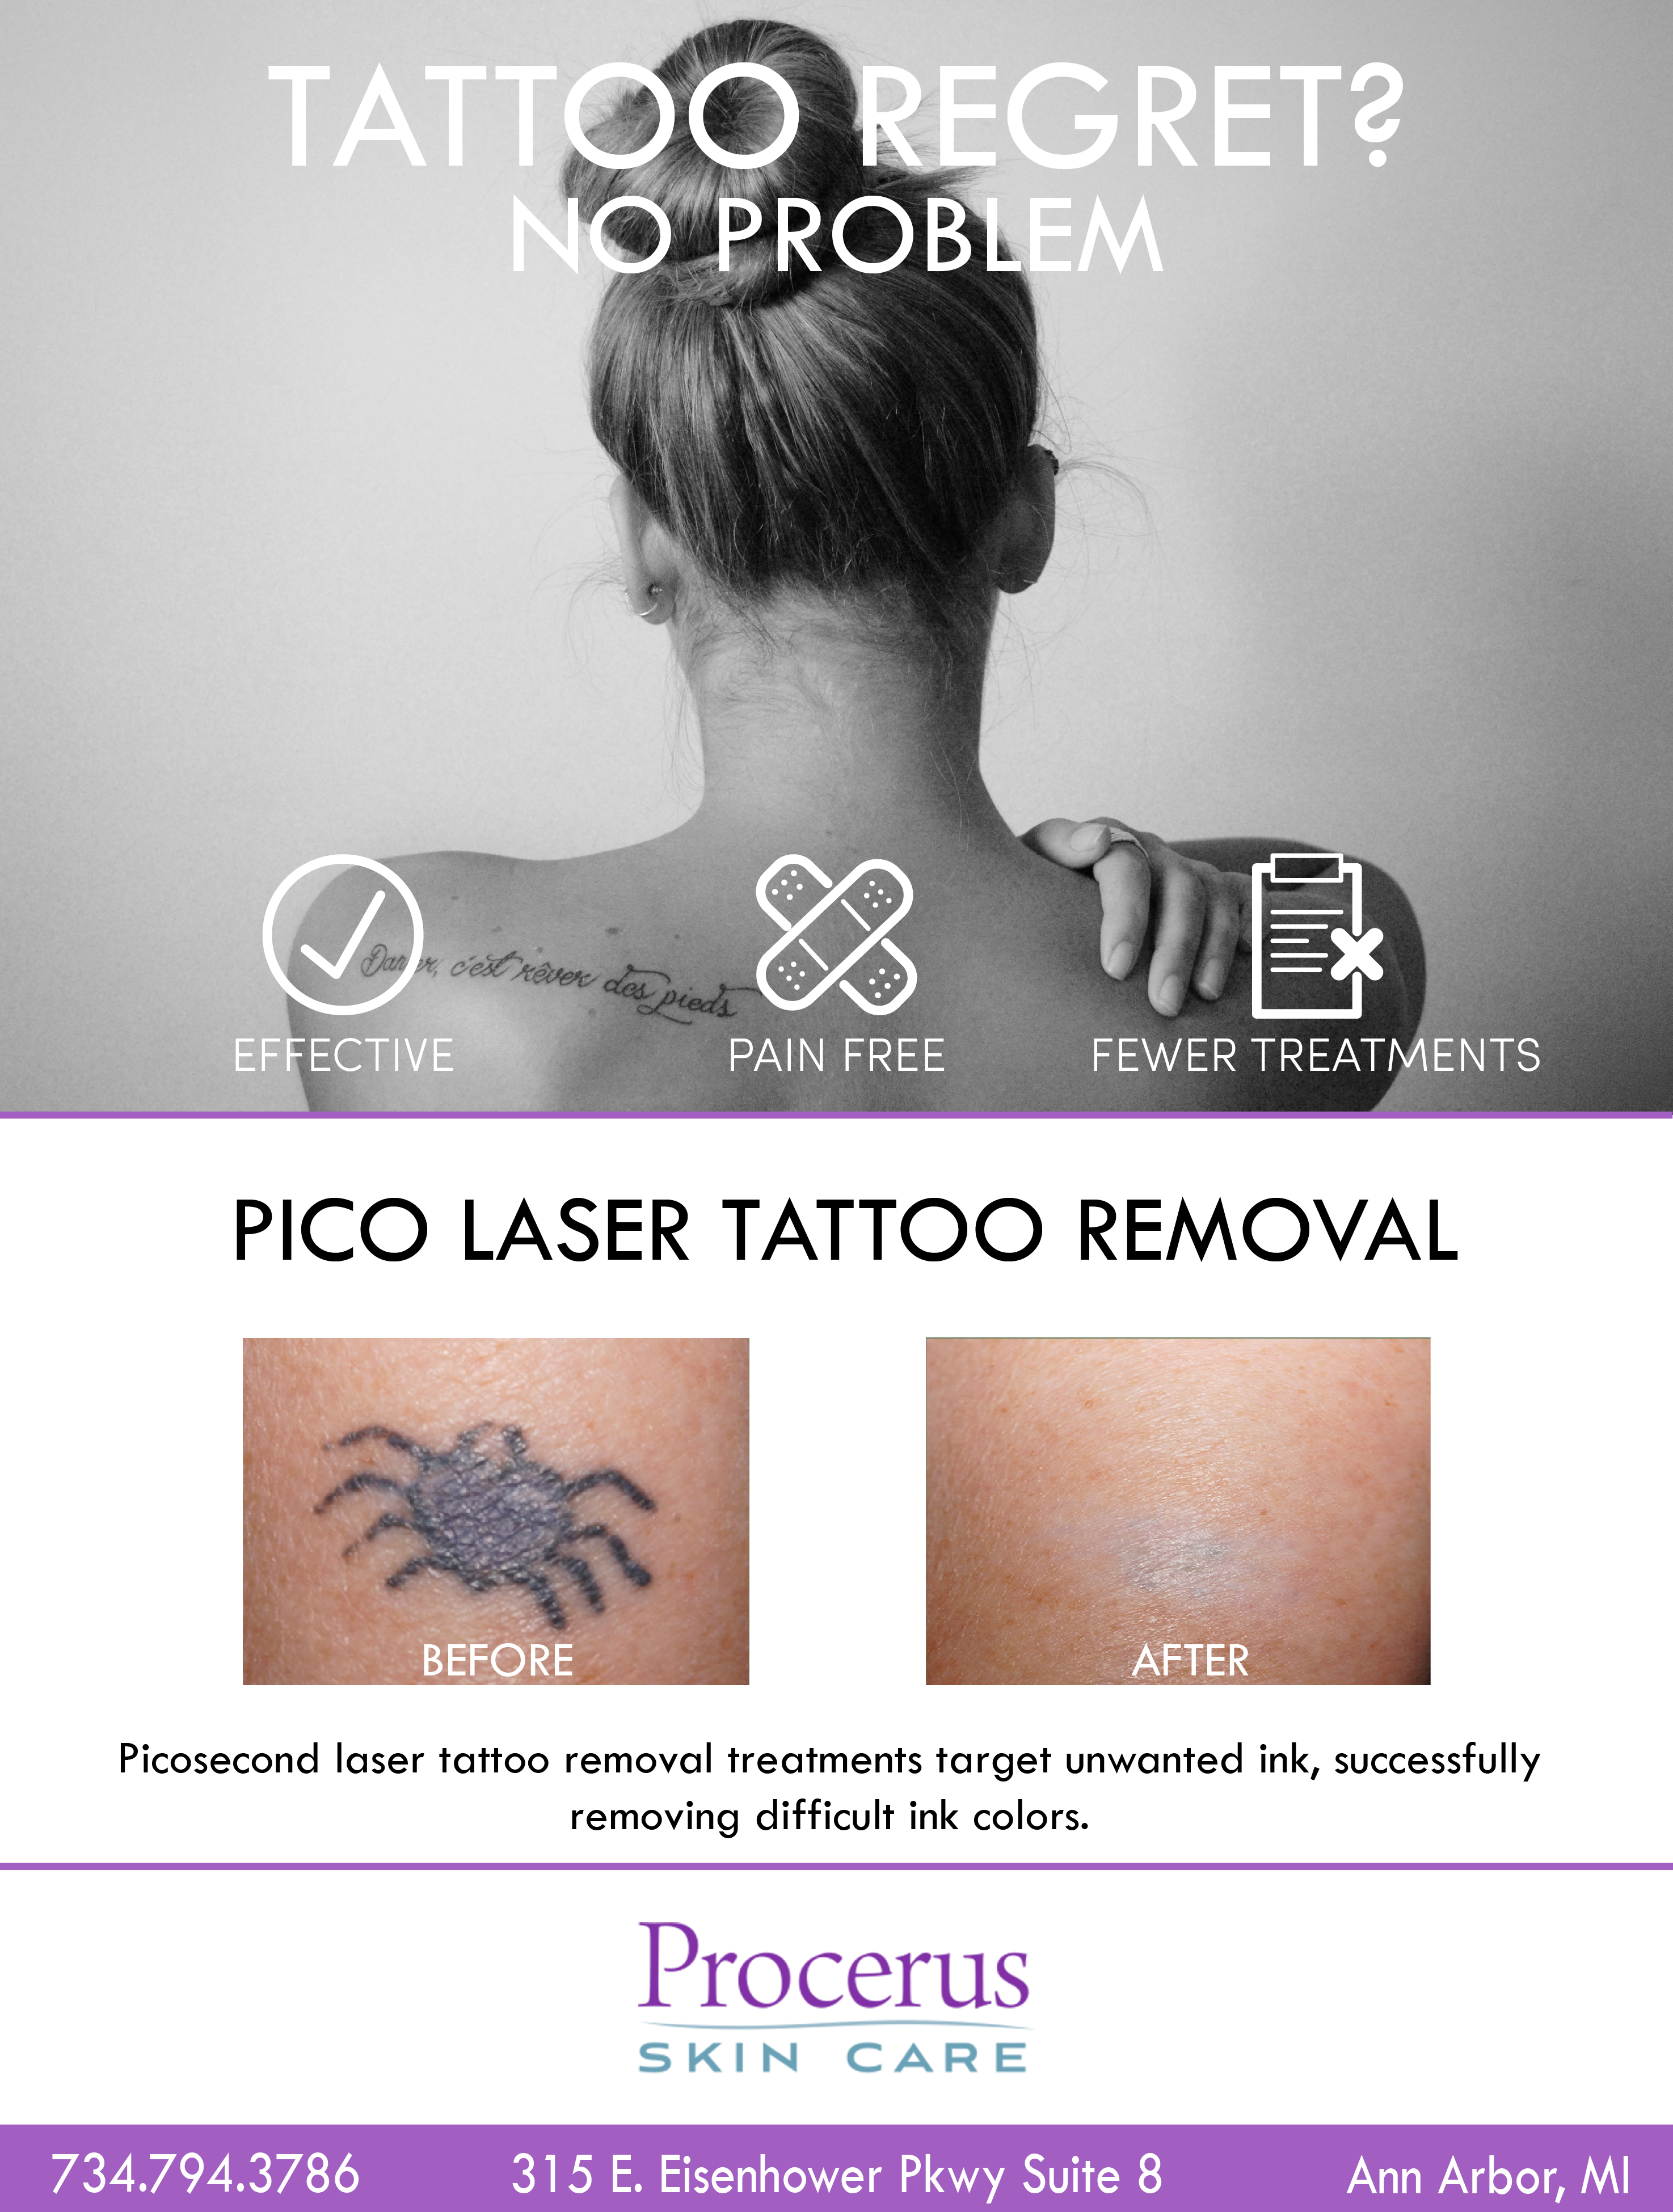 TATTOO REGRET?
NO PROBLEM
Danser, c'est rêver des pieds
EFFECTIVE
PAIN FREE
FEWER TREATMENTS
PICO LASER TATTOO REMOVAL
BEFORE
AFTER
Picosecond laser tattoo removal treatments target unwanted ink, successfully
removing difficult ink colors.
Procerus
SKIN CARE
734.794.3786
315 E. Eisenhower Pkwy Suite 8
Ann Arbor, MI